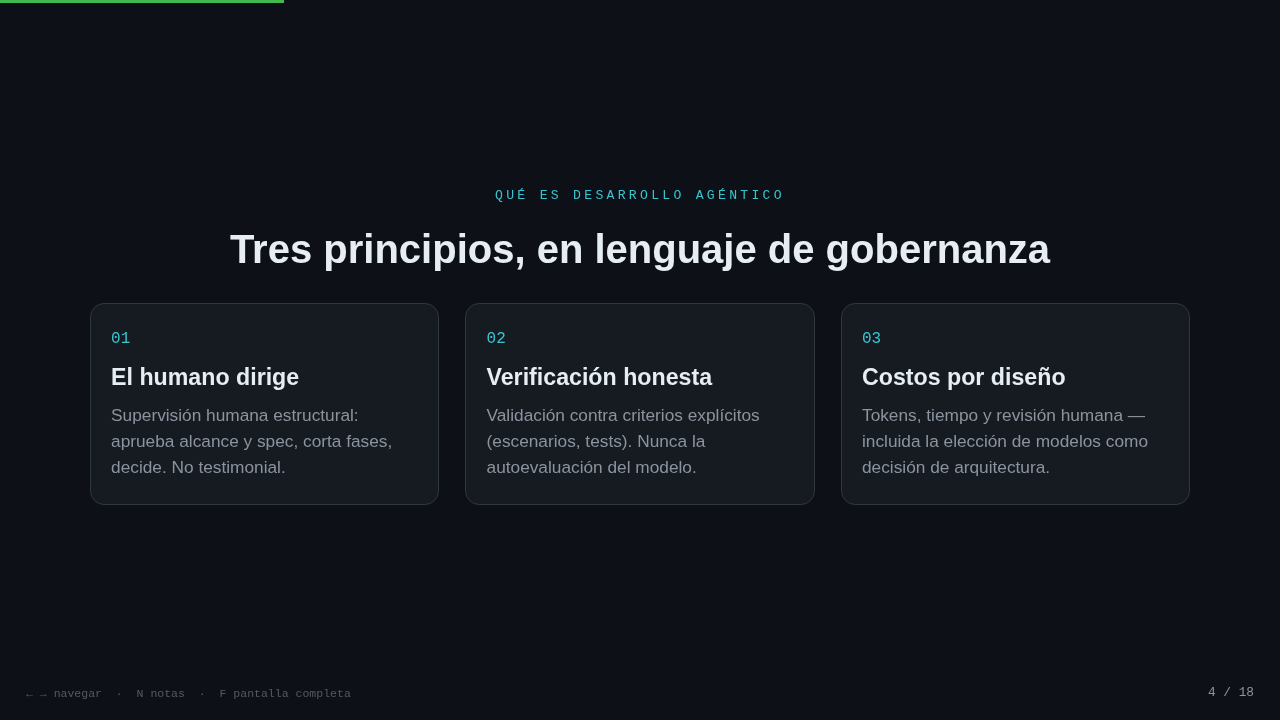 QUÉ ES DESARROLLO AGÉNTICO
Tres principios, en lenguaje de gobernanza
01
El humano dirige
Supervisión humana estructural:
aprueba alcance y spec, corta fases,
decide. No testimonial.
02
Verificación honesta
Validación contra criterios explícitos
(escenarios, tests). Nunca la
autoevaluación del modelo.
03
Costos por diseño
Tokens, tiempo y revisión humana —
incluida la elección de modelos como
decisión de arquitectura.
← → navegar · N notas · F pantalla completa
4 / 18